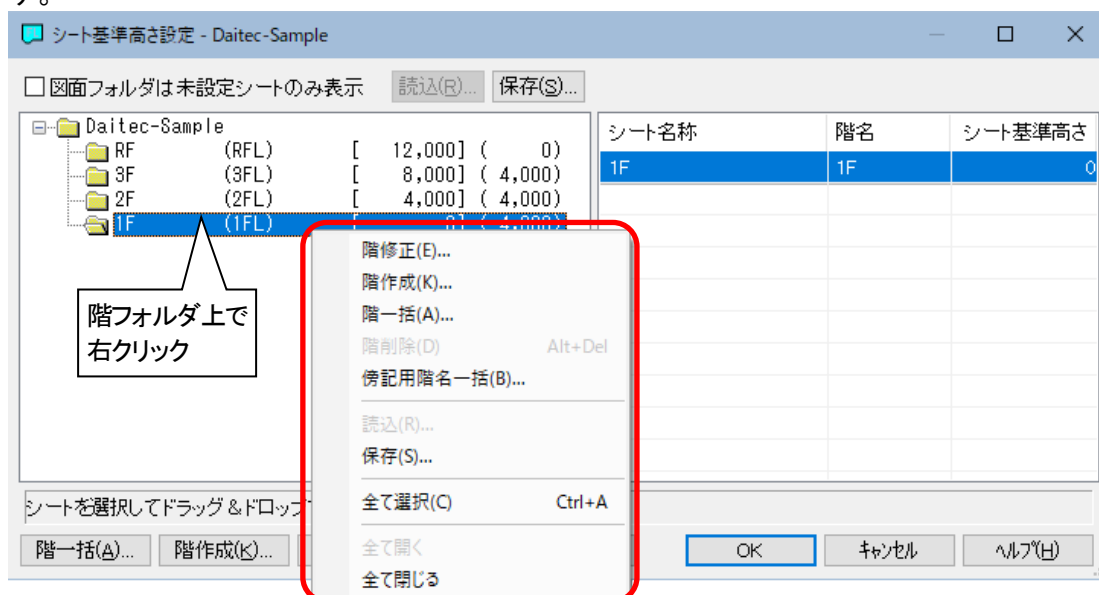 す。
シート基準高さ設定 - Daitec-Sample
図面フォルダは未設定シートのみ表示 読込(R)... 保存(S)...
Daitec-Sample
RF (RFL) [ 12,000] ( 0)
3F (3FL) [ 8,000] ( 4,000)
2F (2FL) [ 4,000] ( 4,000)
1F (1FL) [ 0] ( 4,000)
シート名称 階名 シート基準高さ
1F 1F 0
階フォルダ上で
右クリック
階修正(E)...
階作成(K)...
階一括(A)...
階削除(D) Alt+Del
傍記用階名一括(B)...
読込(R)...
保存(S)...
全て選択(C) Ctrl+A
全て開く
全て閉じる
シートを選択してドラッグ&ドロップ
階一括(A)... 階作成(K)... OK キャンセル ヘルプ(H)